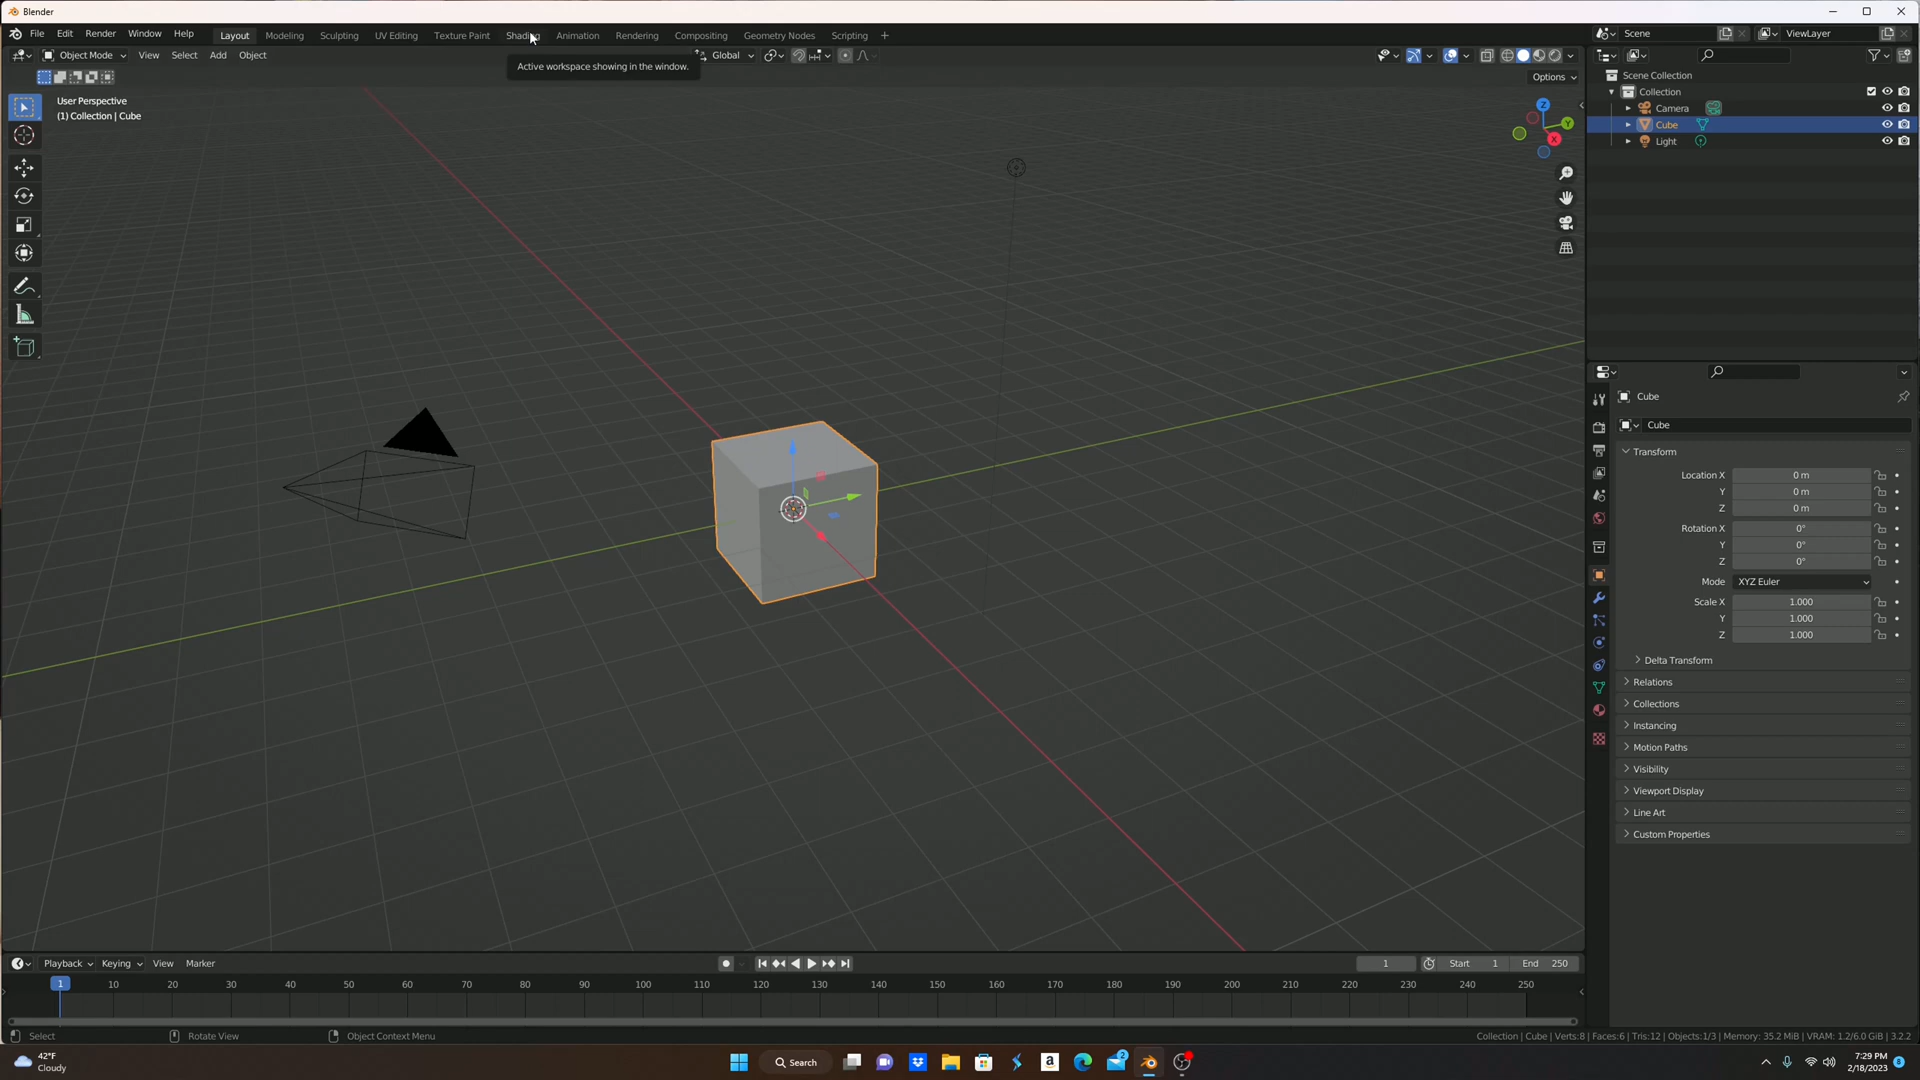 Blender
File Edit Render Window Help Layout Modeling Sculpting UV Editing Texture Paint Shading Animation Rendering Compositing Geometry Nodes Scripting + Scene ViewLayer
Object Mode View Select Add Object Global
Active workspace showing in the window.
Options
User Perspective
(1) Collection | Cube
Z
Y
X
Scene Collection
Collection
Camera
Cube
Light
Cube
Cube
Transform
Location X 0 m
Y 0 m
Z 0 m
Rotation X 0°
Y 0°
Z 0°
Mode XYZ Euler
Scale X 1.000
Y 1.000
Z 1.000
Delta Transform
Relations
Collections
Instancing
Motion Paths
Visibility
Viewport Display
Line Art
Custom Properties
Playback Keying View Marker 1 Start 1 End 250
1 10 20 30 40 50 60 70 80 90 100 110 120 130 140 150 160 170 180 190 200 210 220 230 240 250
Select Rotate View Object Context Menu Collection | Cube | Verts:8 | Faces:6 | Tris:12 | Objects:1/3 | Memory: 35.2 MiB | VRAM: 1.2/6.0 GiB | 3.2.2
42°F
Cloudy
Search
a
2
7:29 PM
2/18/2023
8